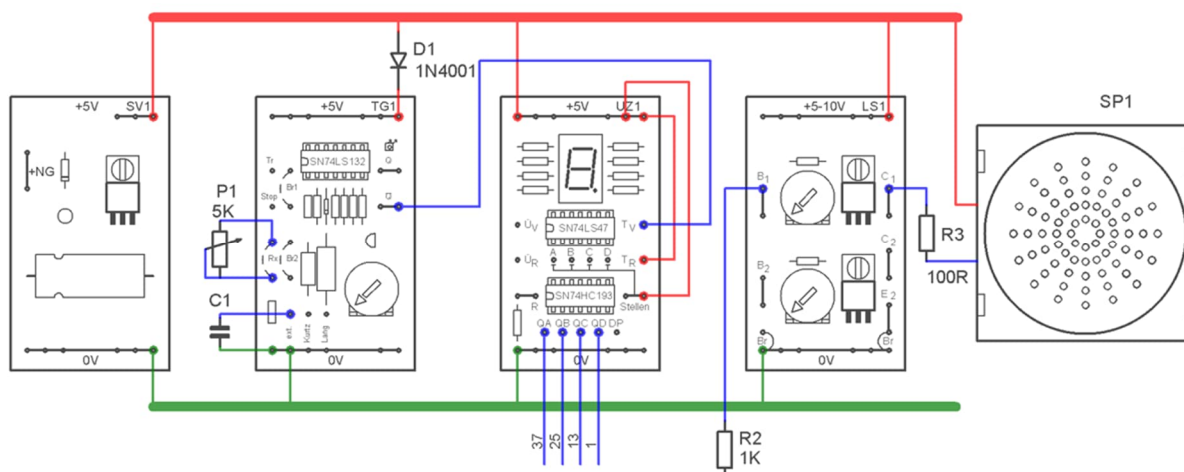 D1
1N4001
+5V SV1
+NG
0V
+5V TG1
SN74LS132
Tr
Q
Br1
Stop
Q
P1
5K
Rx
Br2
C1
ext.
Kurtz
Lang
0V
+5V UZ1
SN74LS47
ÜV TV
A B C D
ÜR TR
SN74HC193
R Stellen
QA QB QC QD DP
0V
37
25
13
1
+5-10V LS1
B1 C1
C2
B2
E2
Br Br
0V
R2
1K
R3
100R
SP1